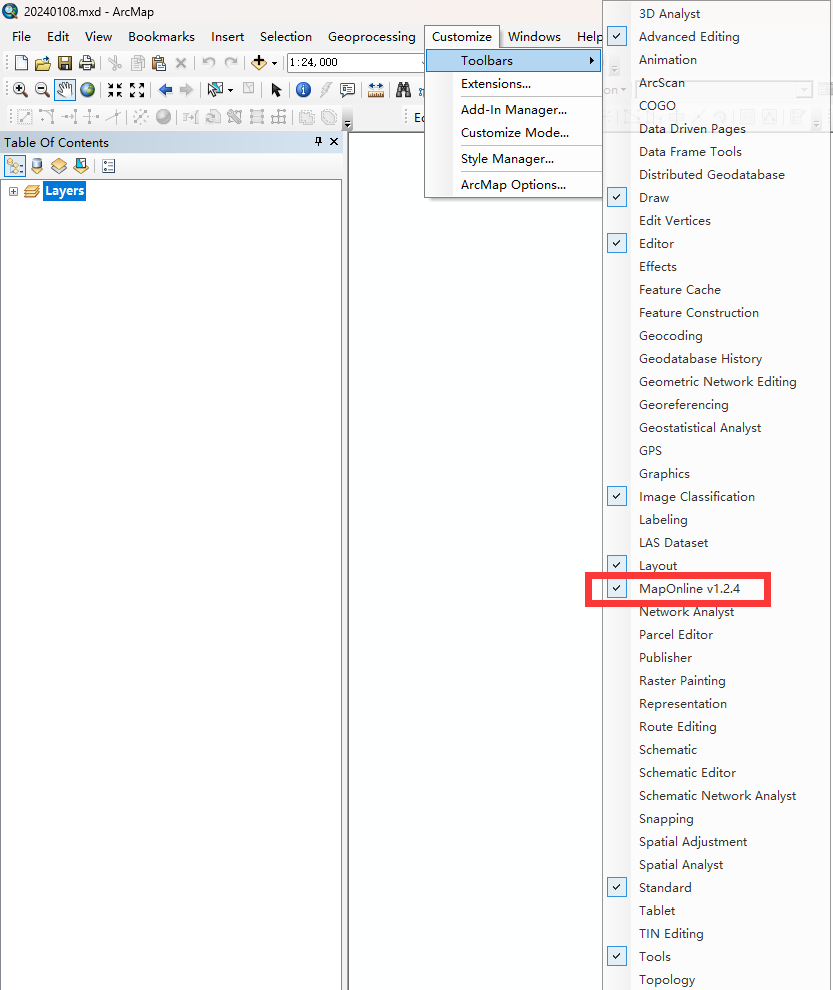 20240108.mxd - ArcMap
File Edit View Bookmarks Insert Selection Geoprocessing Customize Windows Help
1:24,000
Table Of Contents
Layers
Toolbars
Extensions...
Add-In Manager...
Customize Mode...
Style Manager...
ArcMap Options...
3D Analyst
Advanced Editing
Animation
ArcScan
COGO
Data Driven Pages
Data Frame Tools
Distributed Geodatabase
Draw
Edit Vertices
Editor
Effects
Feature Cache
Feature Construction
Geocoding
Geodatabase History
Geometric Network Editing
Georeferencing
Geostatistical Analyst
GPS
Graphics
Image Classification
Labeling
LAS Dataset
Layout
MapOnline v1.2.4
Network Analyst
Parcel Editor
Publisher
Raster Painting
Representation
Route Editing
Schematic
Schematic Editor
Schematic Network Analyst
Snapping
Spatial Adjustment
Spatial Analyst
Standard
Tablet
TIN Editing
Tools
Topology